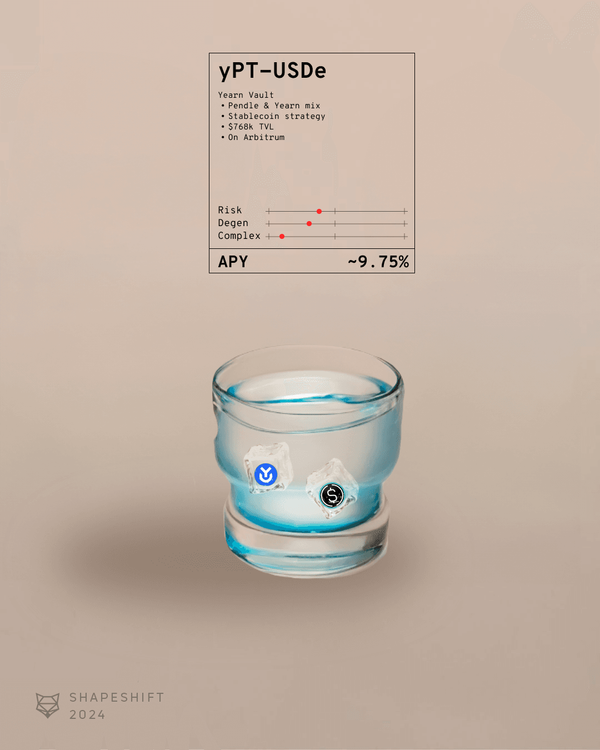 yPT-USDe
Yearn Vault
• Pendle & Yearn mix
• Stablecoin strategy
• $768k TVL
• On Arbitrum
Risk
Degen
Complex
APY ~9.75%
SHAPESHIFT
2024